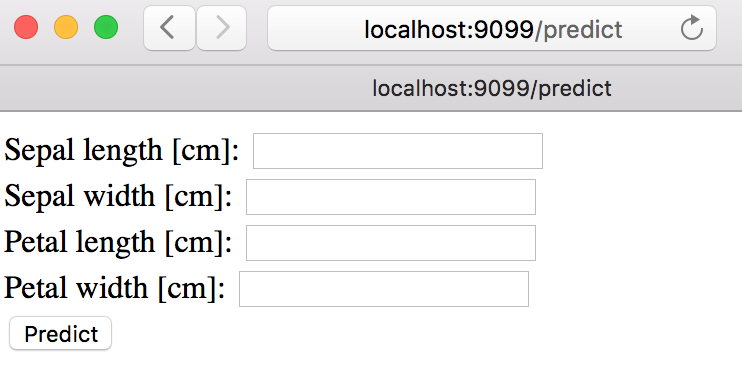 localhost:9099/predict
localhost:9099/predict
Sepal length [cm]:
Sepal width [cm]:
Petal length [cm]:
Petal width [cm]:
Predict